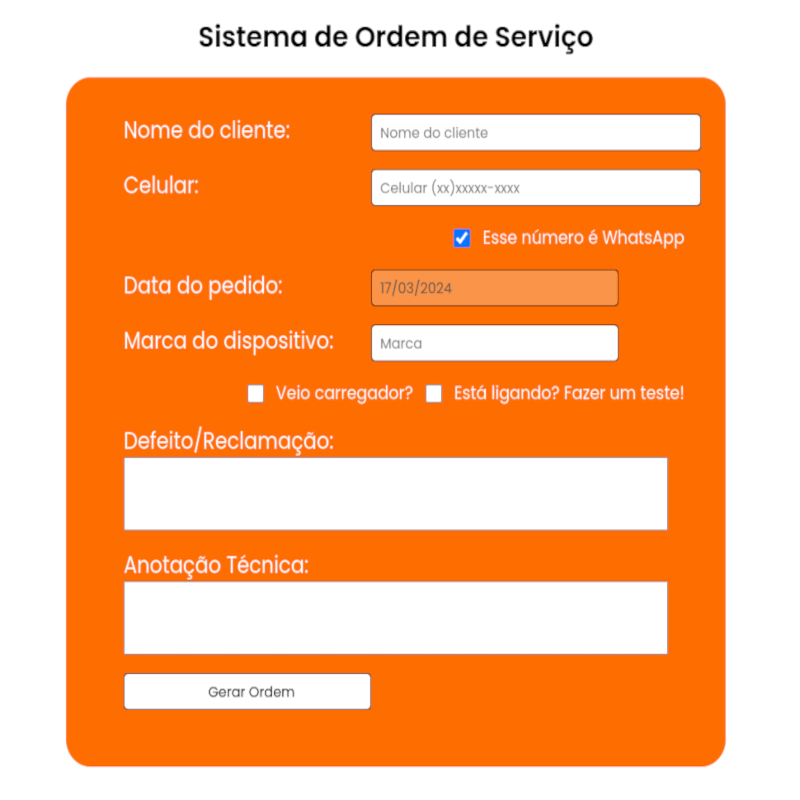 Sistema de Ordem de Serviço
Nome do cliente: Nome do cliente
Celular: Celular (xx)xxxxx-xxxx
Esse número é WhatsApp
Data do pedido: 17/03/2024
Marca do dispositivo: Marca
Veio carregador? Está ligando? Fazer um teste!
Defeito/Reclamação:
Anotação Técnica:
Gerar Ordem